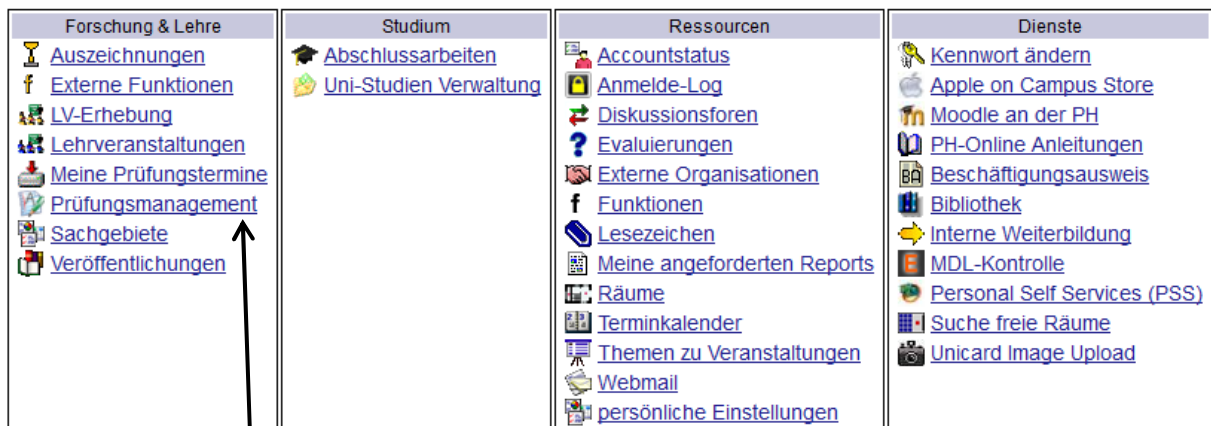 Forschung & Lehre
Auszeichnungen
Externe Funktionen
LV-Erhebung
Lehrveranstaltungen
Meine Prüfungstermine
Prüfungsmanagement
Sachgebiete
Veröffentlichungen
Studium
Abschlussarbeiten
Uni-Studien Verwaltung
Ressourcen
Accountstatus
Anmelde-Log
Diskussionsforen
Evaluierungen
Externe Organisationen
Funktionen
Lesezeichen
Meine angeforderten Reports
Räume
Terminkalender
Themen zu Veranstaltungen
Webmail
persönliche Einstellungen
Dienste
Kennwort ändern
Apple on Campus Store
Moodle an der PH
PH-Online Anleitungen
Beschäftigungsausweis
Bibliothek
Interne Weiterbildung
MDL-Kontrolle
Personal Self Services (PSS)
Suche freie Räume
Unicard Image Upload